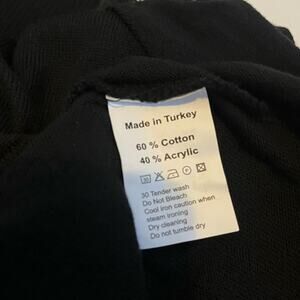 Made in Turkey
60 % Cotton
40 % Acrylic
30 Tender wash
Do Not Bleach
Cool iron caution when
steam ironing
Dry cleaning
Do not tumble dry